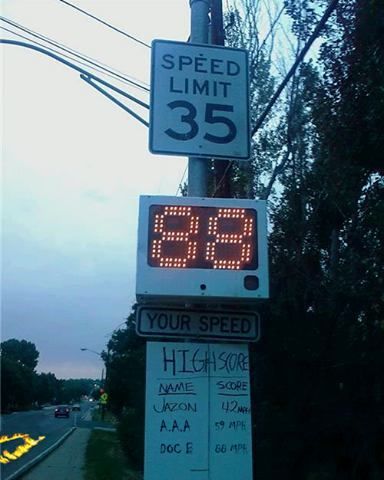 SPEED
LIMIT
35
88
YOUR SPEED
HIGH SCORE
NAME SCORE
JAZON 42 MPH
A.A.A 59 MPH
DOC B 88 MPH